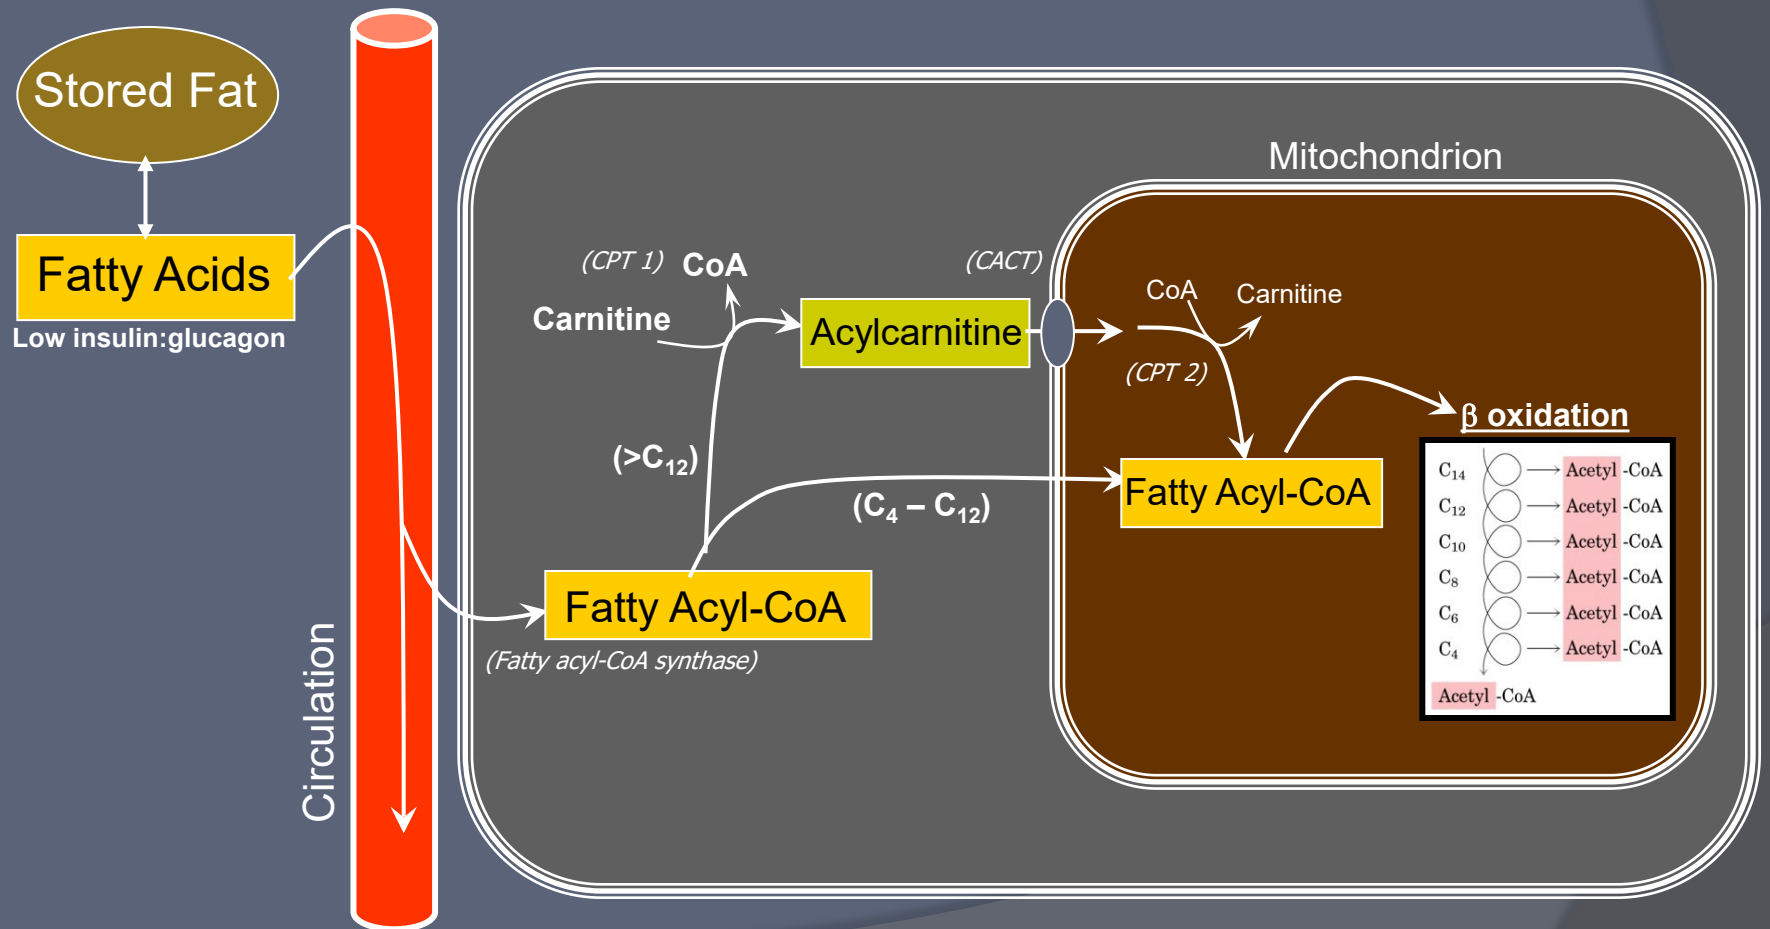 Stored Fat
Fatty Acids
Low insulin:glucagon
Circulation
Mitochondrion
(CPT 1) CoA
Carnitine
Acylcarnitine
(CACT)
CoA
Carnitine
(CPT 2)
(>C₁₂)
(C₄ – C₁₂)
Fatty Acyl-CoA
(Fatty acyl-CoA synthase)
Fatty Acyl-CoA
β oxidation
C₁₄ Acetyl -CoA
C₁₂ Acetyl -CoA
C₁₀ Acetyl -CoA
C₈ Acetyl -CoA
C₆ Acetyl -CoA
C₄ Acetyl -CoA
Acetyl -CoA